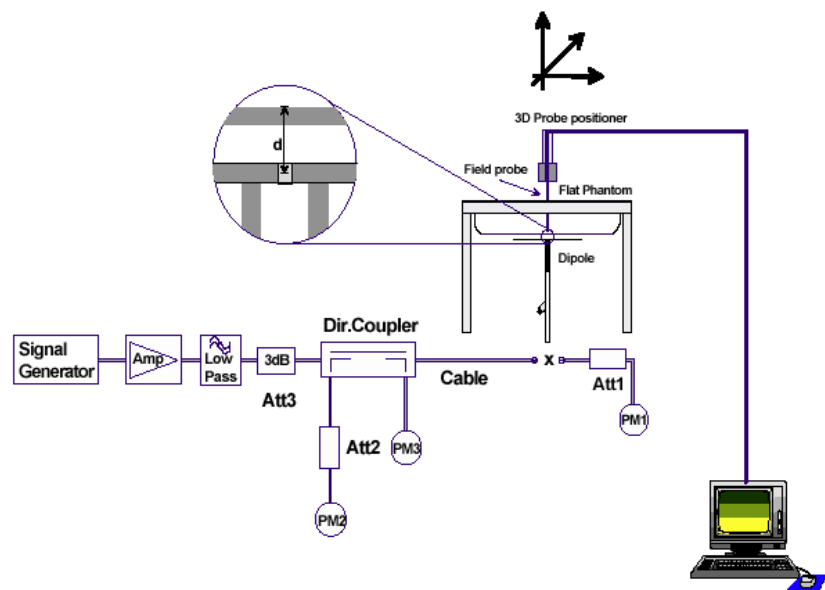 3D Probe positioner
d
Field probe
Flat Phantom
Dipole
Dir.Coupler
Signal
Generator
Amp
Low
Pass
3dB
Cable
x
Att3
Att1
PM1
Att2
PM3
PM2